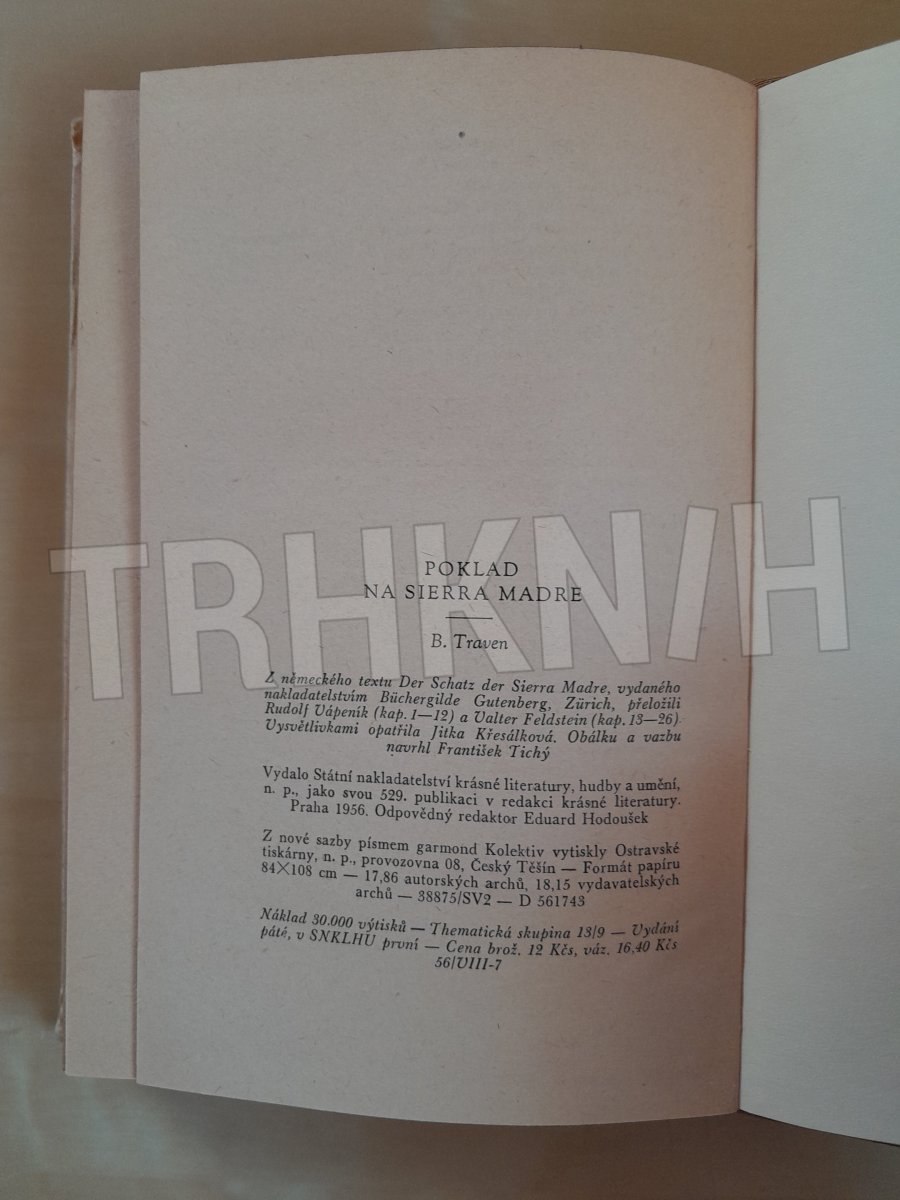 POKLAD
NA SIERRA MADRE
B. Traven
Z německého textu Der Schatz der Sierra Madre, vydaného
nakladatelstvím Büchergilde Gutenberg, Zürich, přeložili
Rudolf Vápeník (kap. 1—12) a Valter Feldstein (kap. 13—26).
Vysvětlivkami opatřila Jitka Křesálková. Obálku a vazbu
navrhl František Tichý
Vydalo Státní nakladatelství krásné literatury, hudby a umění,
n. p., jako svou 529. publikaci v redakci krásné literatury.
Praha 1956. Odpovědný redaktor Eduard Hodoušek
Z nové sazby písmem garmond Kolektiv vytiskly Ostravské
tiskárny, n. p., provozovna 08, Český Těšín — Formát papíru
84×108 cm — 17,86 autorských archů, 18,15 vydavatelských
archů — 38875/SV2 — D 561743
Náklad 30.000 výtisků — Thematická skupina 13/9 — Vydání
páté, v SNKLHU první — Cena brož. 12 Kčs, váz. 16,40 Kčs
56/VIII-7
TRHKNIH